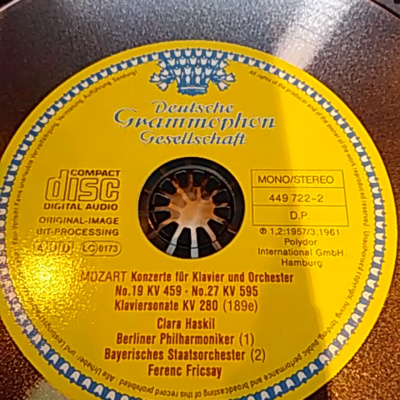 Deutsche
Grammophon
Gesellschaft
COMPACT
disc
DIGITAL AUDIO
ORIGINAL-IMAGE
BIT-PROCESSING
ADD LC 0173
MONO/STEREO
449 722-2
D.P.
℗ 1,2:1957/3:1961
Polydor
International GmbH.
Hamburg
MOZART Konzerte für Klavier und Orchester
No.19 KV 459 - No.27 KV 595
Klaviersonate KV 280 (189e)
Clara Haskil
Berliner Philharmoniker (1)
Bayerisches Staatsorchester (2)
Ferenc Fricsay